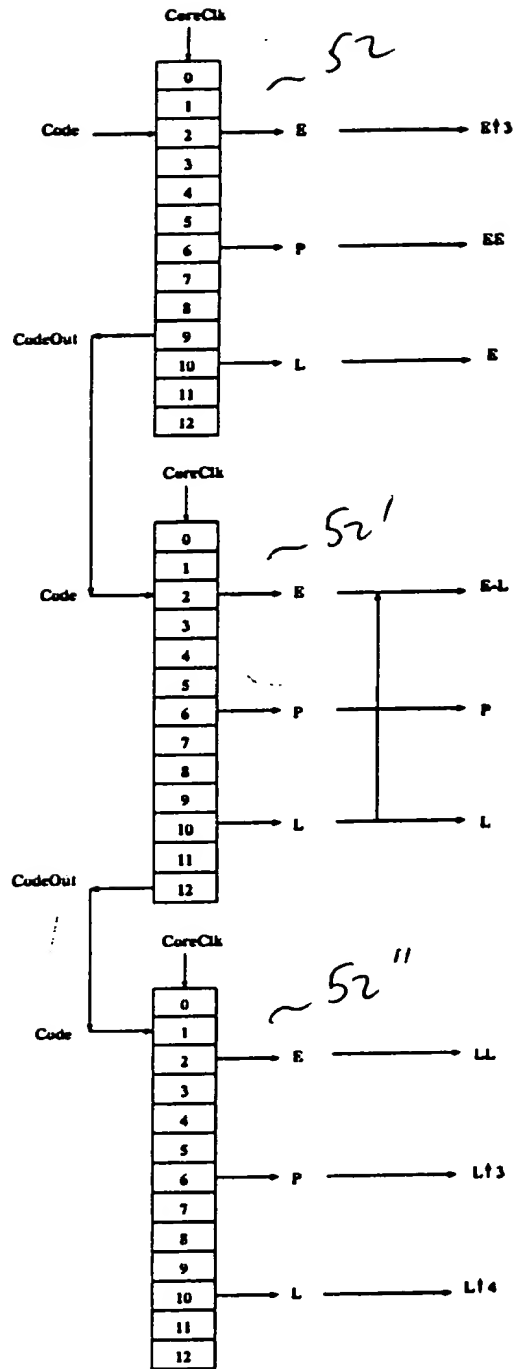 CoreClk
52
0
1
Code 2 E E↑3
3
4
5
6 P EE
7
8
CodeOut 9
10 L E
11
12
CoreClk
52'
0
1
Code 2 E E-L
3
4
5
6 P P
7
8
9
10 L L
11
CodeOut 12
CoreClk
52"
0
Code 1
2 E LL
3
4
5
6 P L↑3
7
8
9
10 L L↑4
11
12